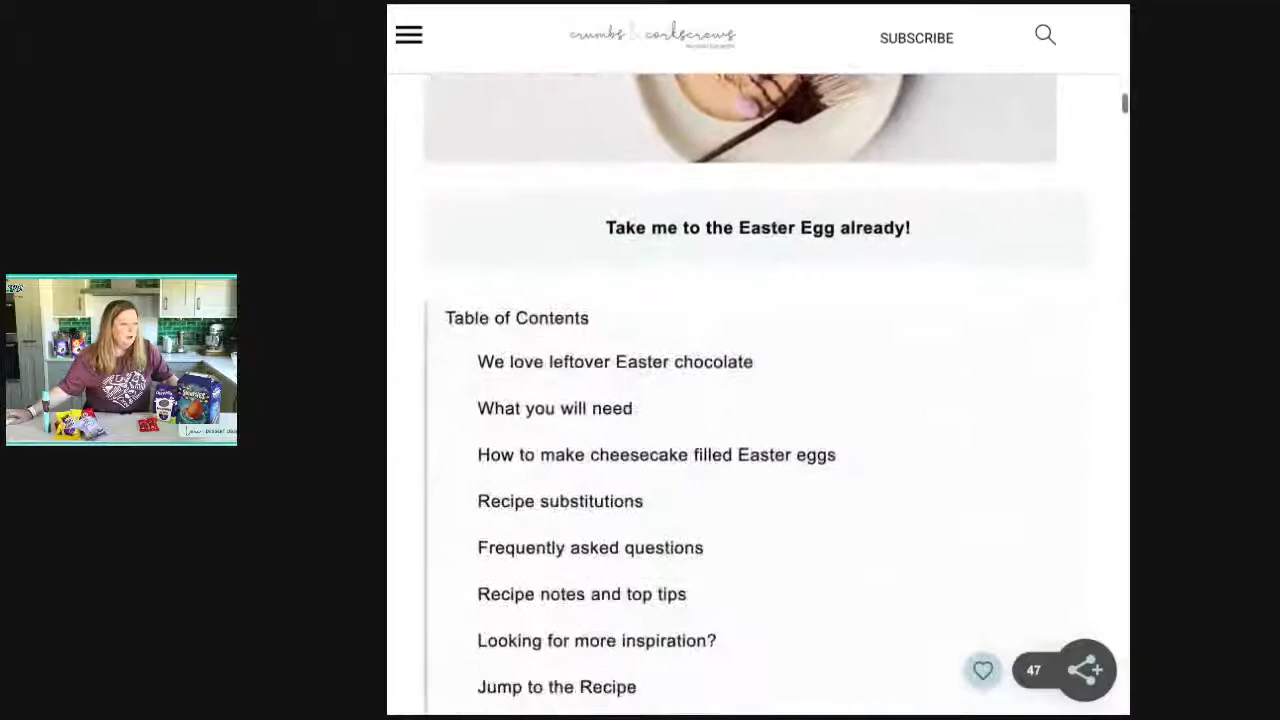 crumbs & corkscrews
SUBSCRIBE
Take me to the Easter Egg already!
Table of Contents
We love leftover Easter chocolate
What you will need
How to make cheesecake filled Easter eggs
Recipe substitutions
Frequently asked questions
Recipe notes and top tips
Looking for more inspiration?
Jump to the Recipe
47